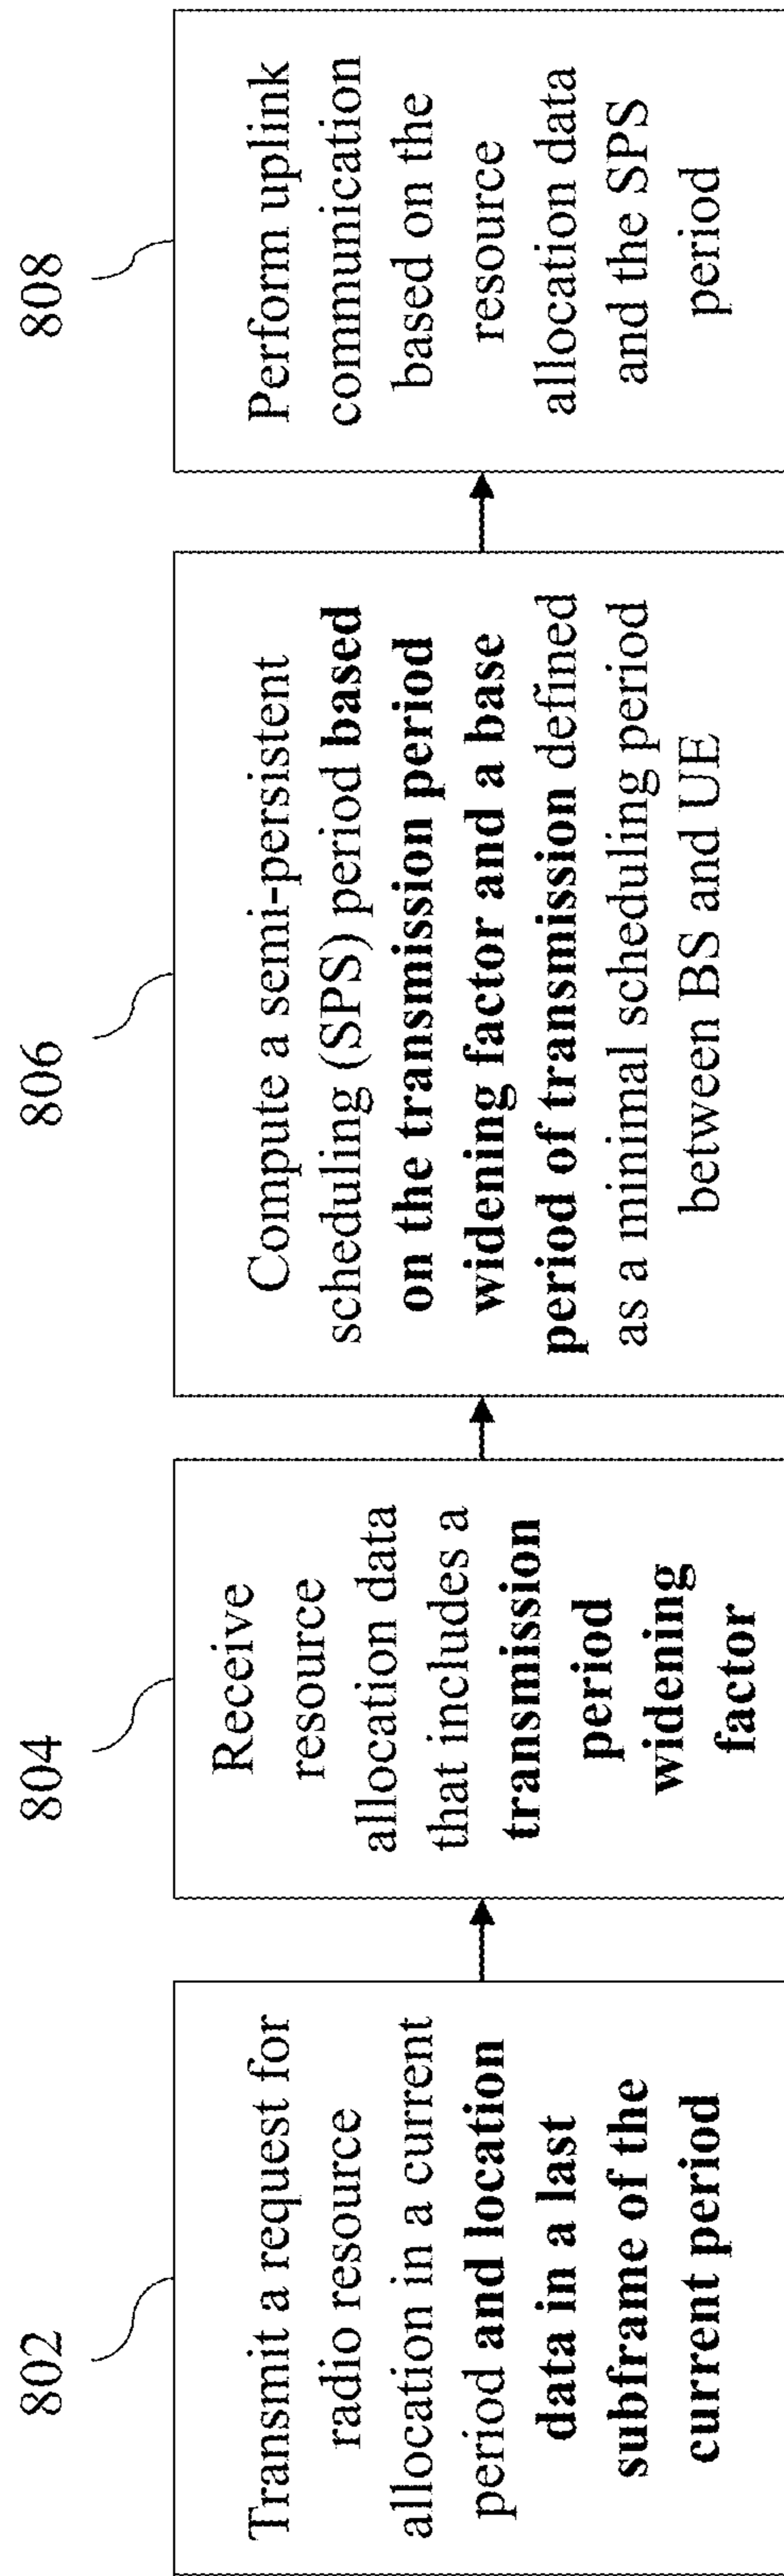 802
Transmit a request for
radio resource
allocation in a current
period and location
data in a last
subframe of the
current period
804
Receive
resource
allocation data
that includes a
transmission
period
widening
factor
806
Compute a semi-persistent
scheduling (SPS) period based
on the transmission period
widening factor and a base
period of transmission defined
as a minimal scheduling period
between BS and UE
808
Perform uplink
communication
based on the
resource
allocation data
and the SPS
period